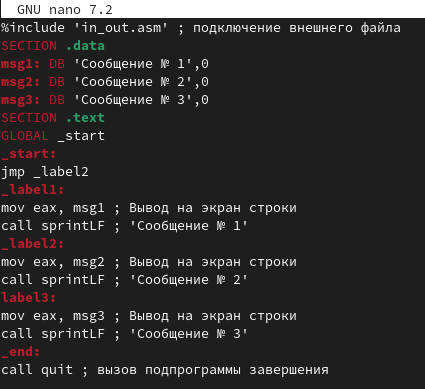 GNU nano 7.2
%include 'in_out.asm' ; подключение внешнего файла
SECTION .data
msg1: DB 'Сообщение № 1',0
msg2: DB 'Сообщение № 2',0
msg3: DB 'Сообщение № 3',0
SECTION .text
GLOBAL _start
_start:
jmp _label2
_label1:
mov eax, msg1 ; Вывод на экран строки
call sprintLF ; 'Сообщение № 1'
_label2:
mov eax, msg2 ; Вывод на экран строки
call sprintLF ; 'Сообщение № 2'
label3:
mov eax, msg3 ; Вывод на экран строки
call sprintLF ; 'Сообщение № 3'
_end:
call quit ; вызов подпрограммы завершения